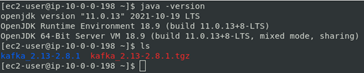 [ec2-user@ip-10-0-0-198 ~]$ java -version
openjdk version "11.0.13" 2021-10-19 LTS
OpenJDK Runtime Environment 18.9 (build 11.0.13+8-LTS)
OpenJDK 64-Bit Server VM 18.9 (build 11.0.13+8-LTS, mixed mode, sharing)
[ec2-user@ip-10-0-0-198 ~]$ ls
kafka_2.13-2.8.1 kafka_2.13-2.8.1.tgz
[ec2-user@ip-10-0-0-198 ~]$